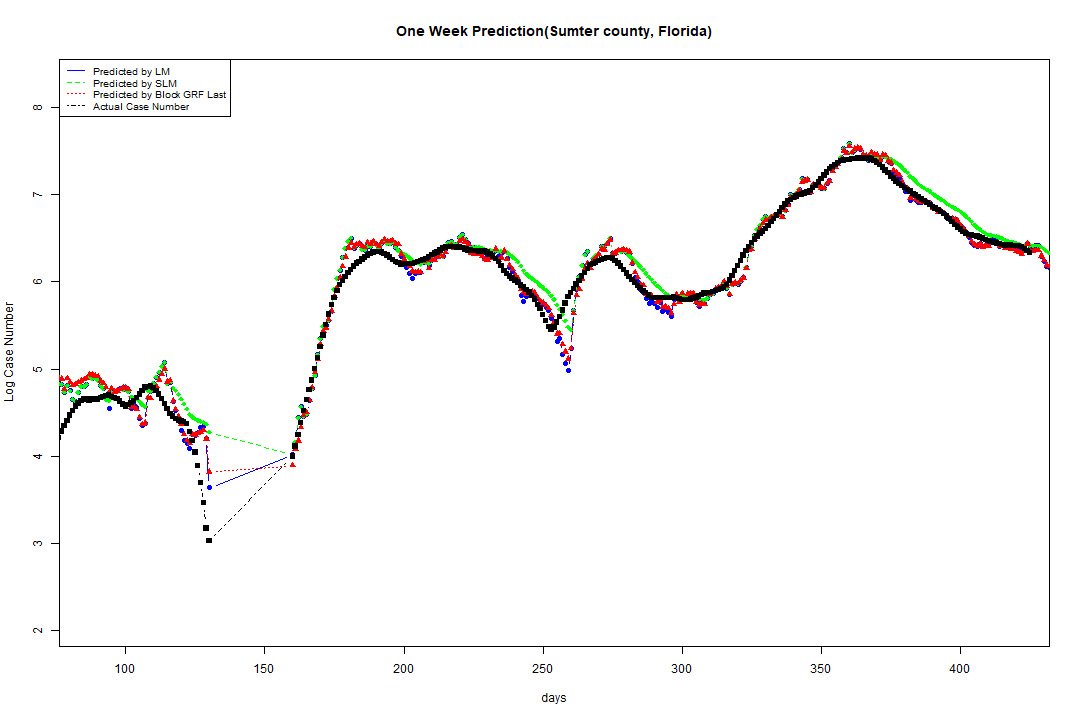 One Week Prediction(Sumter county, Florida)
Predicted by LM
Predicted by SLM
Predicted by Block GRF Last
Actual Case Number
8
7
6
5
4
3
2
Log Case Number
100 150 200 250 300 350 400
days